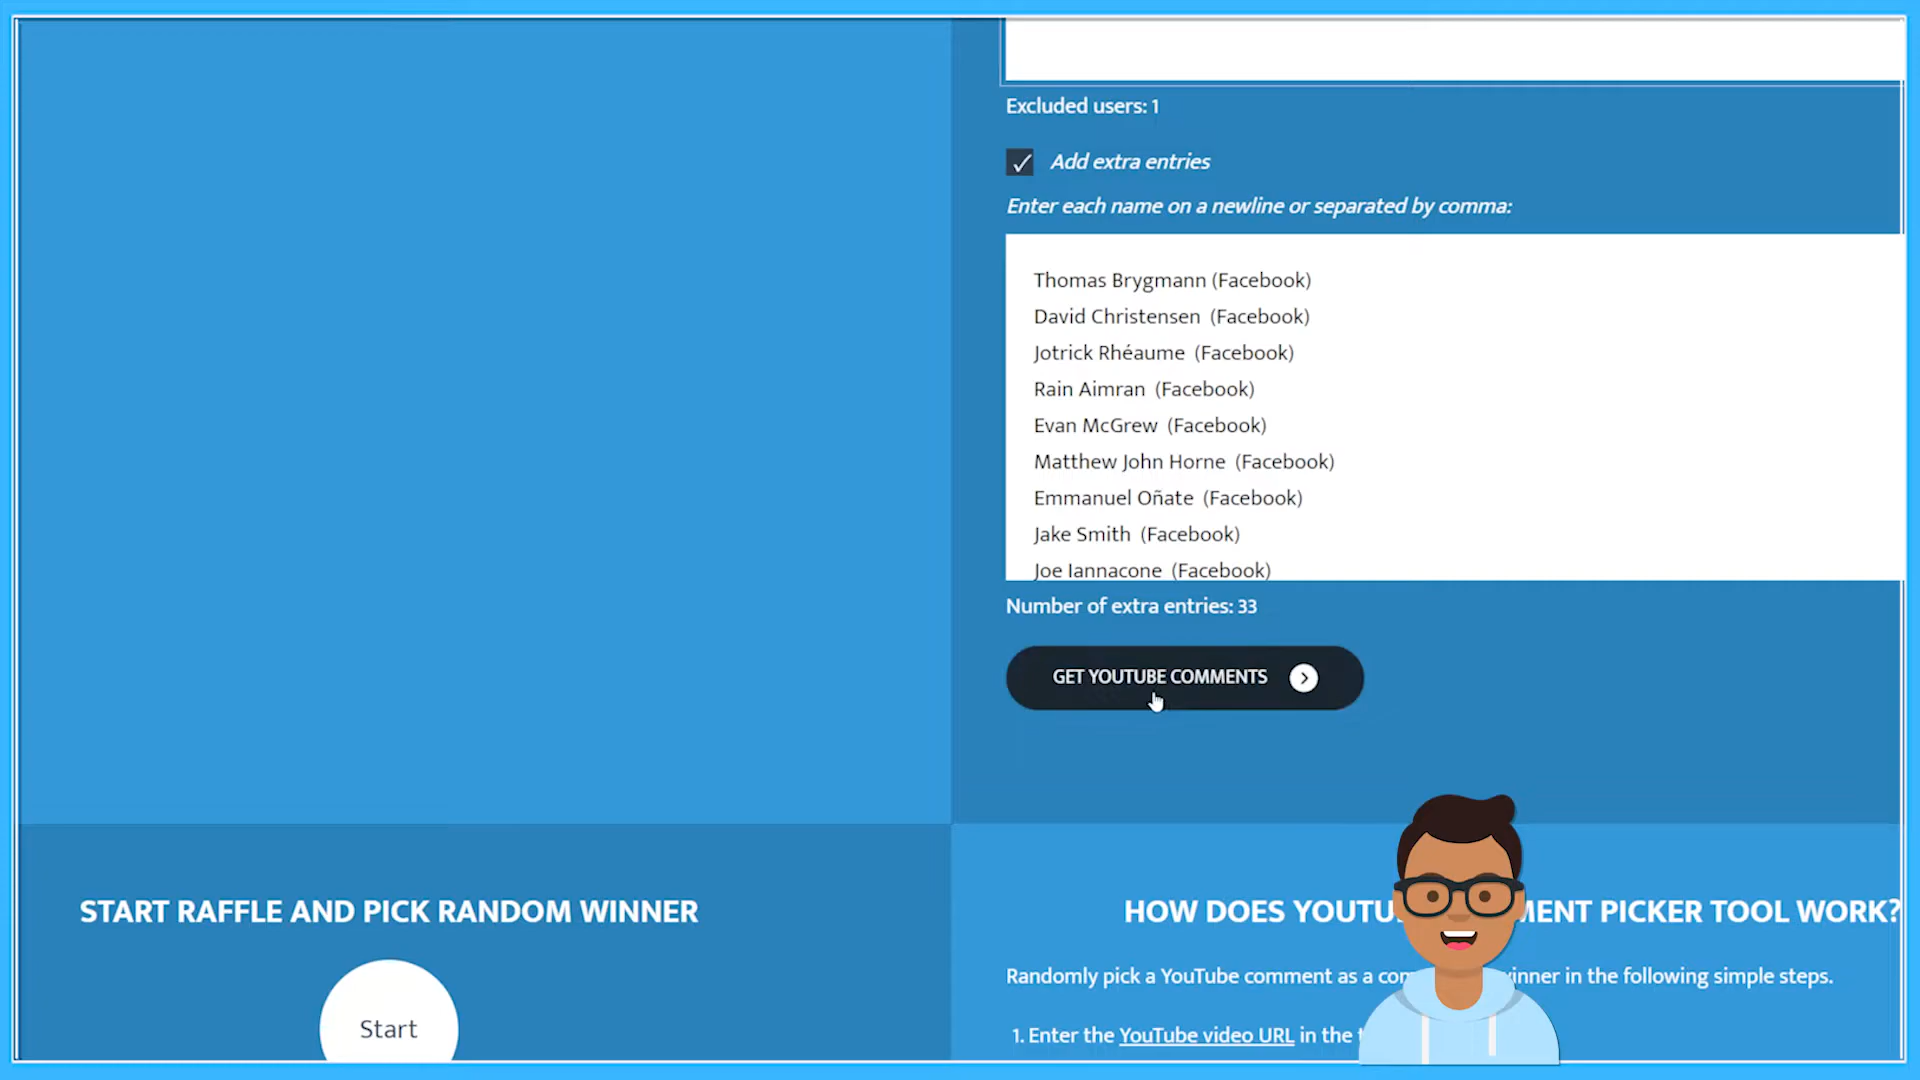 Excluded users: 1
Add extra entries
Enter each name on a newline or separated by comma:
Thomas Brygmann (Facebook)
David Christensen (Facebook)
Jotrick Rhéaume (Facebook)
Rain Aimran (Facebook)
Evan McGrew (Facebook)
Matthew John Horne (Facebook)
Emmanuel Oñate (Facebook)
Jake Smith (Facebook)
Joe Iannacone (Facebook)
Number of extra entries: 33
GET YOUTUBE COMMENTS
START RAFFLE AND PICK RANDOM WINNER
Start
HOW DOES PICKER TOOL WORK?
Randomly pick a YouTube comment as a in the following simple steps.
1. Enter the YouTube video URL in the